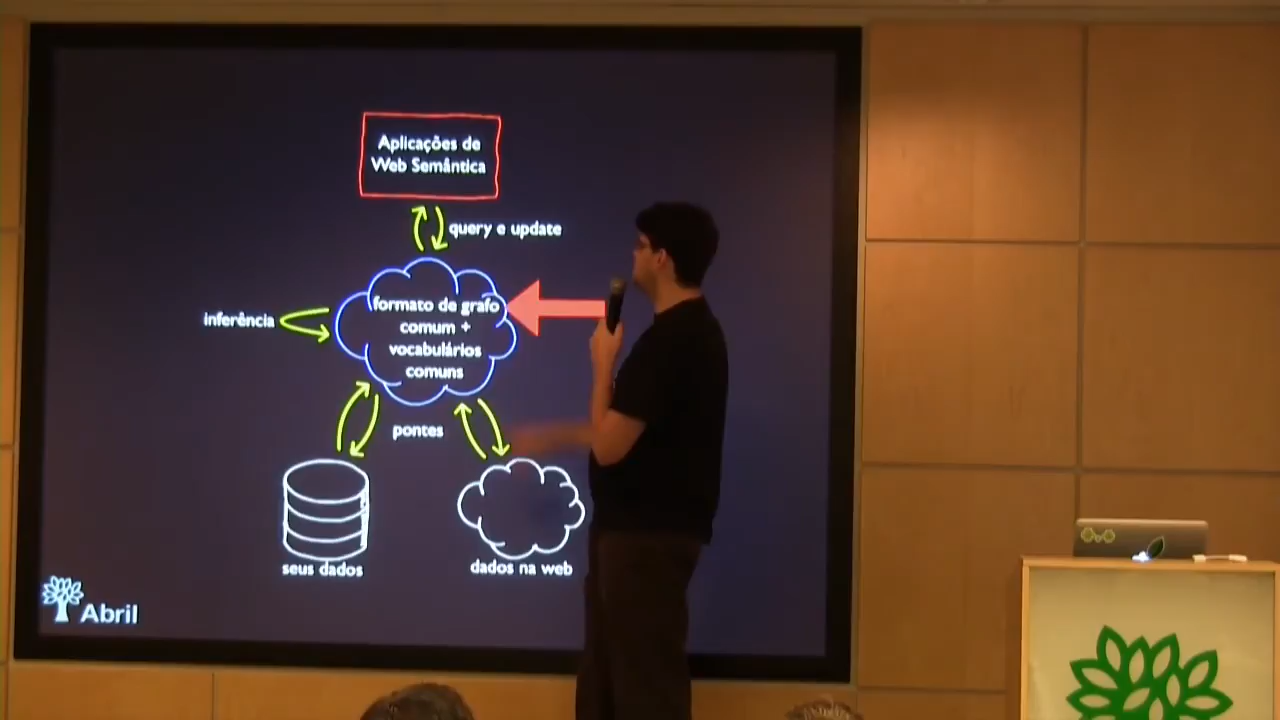 Aplicações de
Web Semântica
query e update
formato de grafo
comum +
vocabulários
comuns
inferência
pontes
seus dados
dados na web
Abril